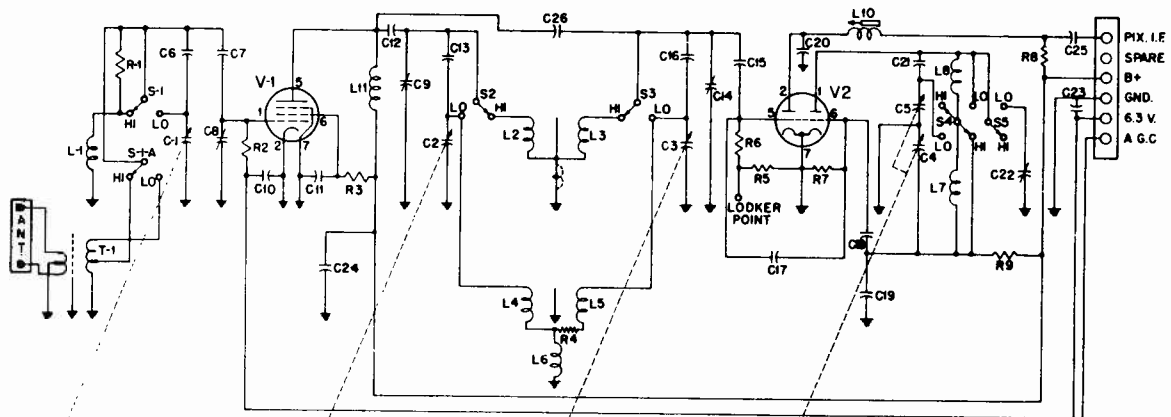 C26
L10
C6
C7
C12
C13
C20
C25
PIX. I.F
SPARE
B+
GND.
6.3 V.
A G.C
R-1
S-1
V-1
5
C9
S2
S3
C16
C14
C15
2
1
C21
L8
R8
C23
HI
LO
C-1
C8
1
6
L11
LO
HI
HI
LO
V2
5
6
C5
HI
LO
LO
S4
S5
L-1
S-1-A
HI
LO
R2
2
7
C2
L2
L3
C3
R6
R5
7
R7
C4
LO
HI
HI
C10
C11
R3
LOOKER
POINT
L7
C22
ANT.
T-1
C24
C17
C18
R9
C19
L4
L5
R4
L6